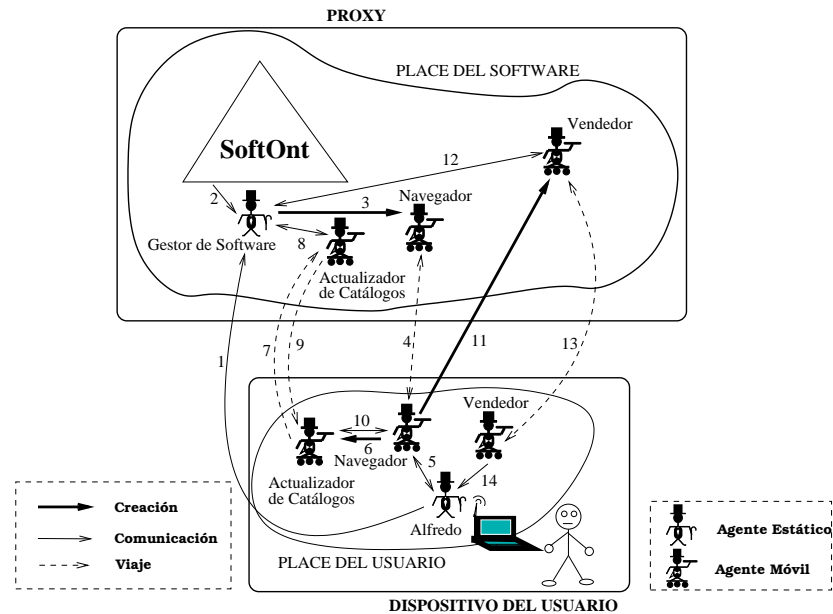 PROXY
PLACE DEL SOFTWARE
Vendedor
SoftOnt
12
2
3
Navegador
8
Gestor de Software
Actualizador
de Catálogos
1
7
9
4
11
13
Vendedor
10
6
Navegador
5
14
Actualizador
de Catálogos
Alfredo
PLACE DEL USUARIO
DISPOSITIVO DEL USUARIO
Creación
Comunicación
Viaje
Agente Estático
Agente Móvil